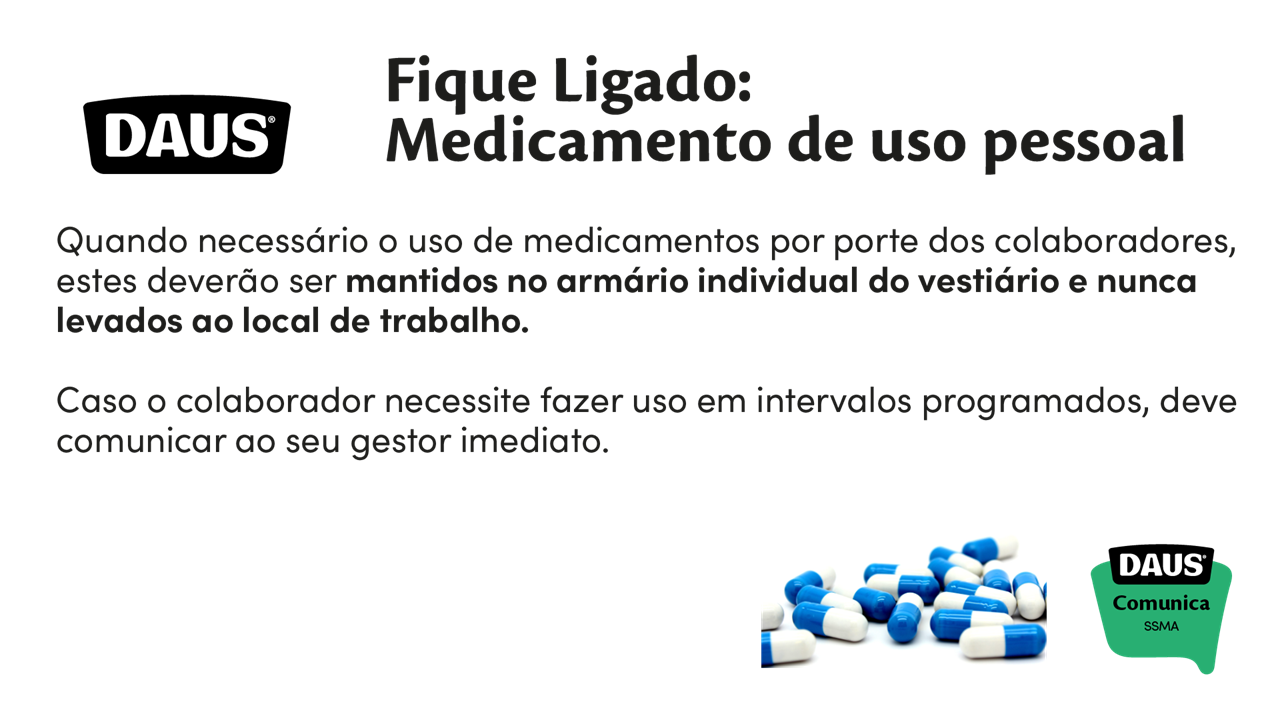 DAUS®
Fique Ligado:
Medicamento de uso pessoal
Quando necessário o uso de medicamentos por porte dos colaboradores,
estes deverão ser mantidos no armário individual do vestiário e nunca
levados ao local de trabalho.
Caso o colaborador necessite fazer uso em intervalos programados, deve
comunicar ao seu gestor imediato.
DAUS®
Comunica
SSMA